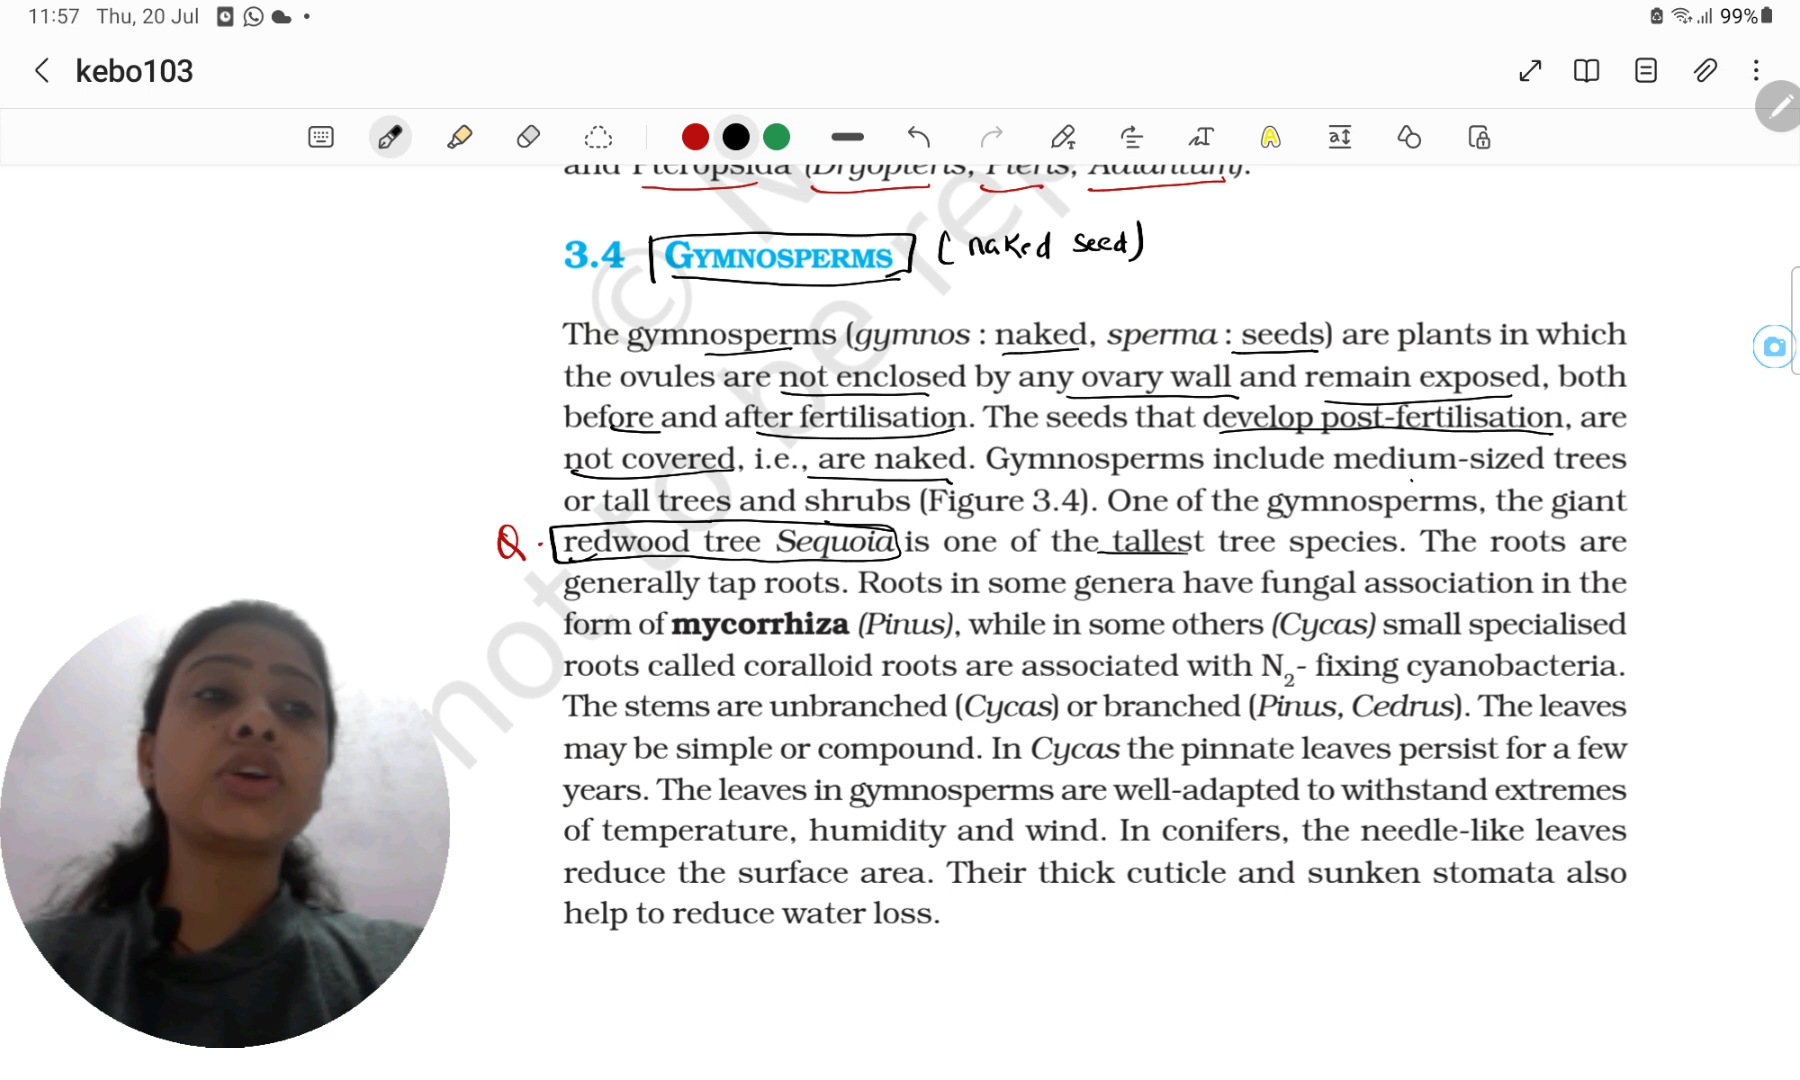 11:57 Thu, 20 Jul 99%
kebo103
and Pteropsida (Dryopteris, Pteris, Adiantum).
3.4 GYMNOSPERMS (naked seed)
The gymnosperms (gymnos : naked, sperma : seeds) are plants in which
the ovules are not enclosed by any ovary wall and remain exposed, both
before and after fertilisation. The seeds that develop post-fertilisation, are
not covered, i.e., are naked. Gymnosperms include medium-sized trees
or tall trees and shrubs (Figure 3.4). One of the gymnosperms, the giant
Q. redwood tree Sequoia is one of the tallest tree species. The roots are
generally tap roots. Roots in some genera have fungal association in the
form of mycorrhiza (Pinus), while in some others (Cycas) small specialised
roots called coralloid roots are associated with N₂- fixing cyanobacteria.
The stems are unbranched (Cycas) or branched (Pinus, Cedrus). The leaves
may be simple or compound. In Cycas the pinnate leaves persist for a few
years. The leaves in gymnosperms are well-adapted to withstand extremes
of temperature, humidity and wind. In conifers, the needle-like leaves
reduce the surface area. Their thick cuticle and sunken stomata also
help to reduce water loss.
© N
not to be rep